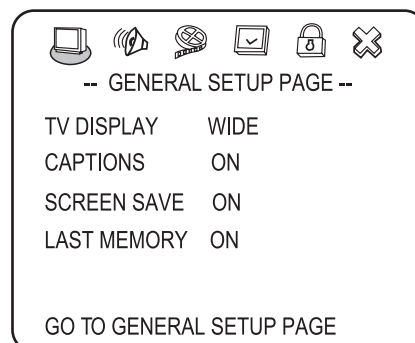 -- GENERAL SETUP PAGE --
TV DISPLAY WIDE
CAPTIONS ON
SCREEN SAVE ON
LAST MEMORY ON
GO TO GENERAL SETUP PAGE